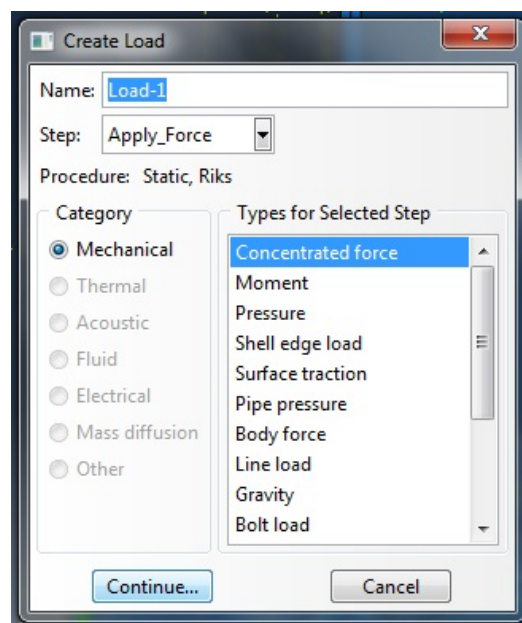 Create Load
Name: Load-1
Step: Apply_Force
Procedure: Static, Riks
Category
Mechanical
Thermal
Acoustic
Fluid
Electrical
Mass diffusion
Other
Types for Selected Step
Concentrated force
Moment
Pressure
Shell edge load
Surface traction
Pipe pressure
Body force
Line load
Gravity
Bolt load
Continue...
Cancel